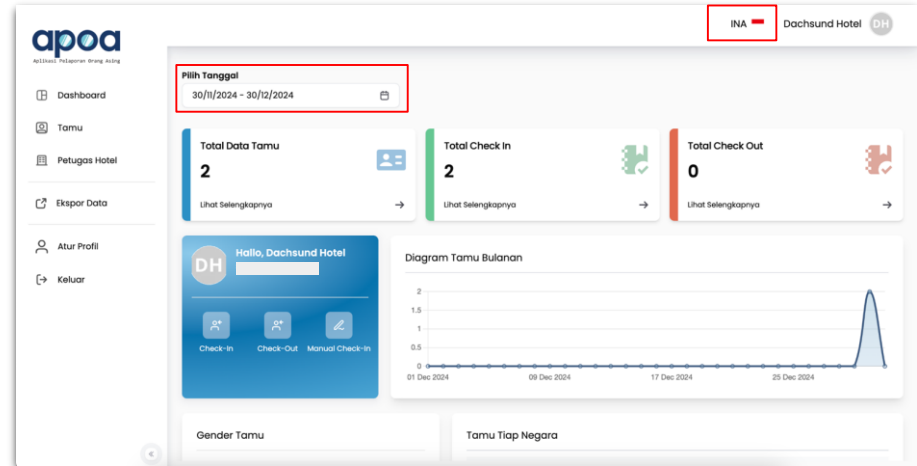 INA
Dachsund Hotel
DH
apoa
Aplikasi Pelaporan Orang Asing
Dashboard
Tamu
Petugas Hotel
Ekspor Data
Atur Profil
Keluar
Pilih Tanggal
30/11/2024 - 30/12/2024
Total Data Tamu
2
Lihat Selengkapnya
Total Check In
2
Lihat Selengkapnya
Total Check Out
0
Lihat Selengkapnya
DH
Hallo, Dachsund Hotel
Check-In
Check-Out
Manual Check-In
Diagram Tamu Bulanan
2
1.5
1
0.5
0
01 Dec 2024
09 Dec 2024
17 Dec 2024
25 Dec 2024
Gender Tamu
Tamu Tiap Negara